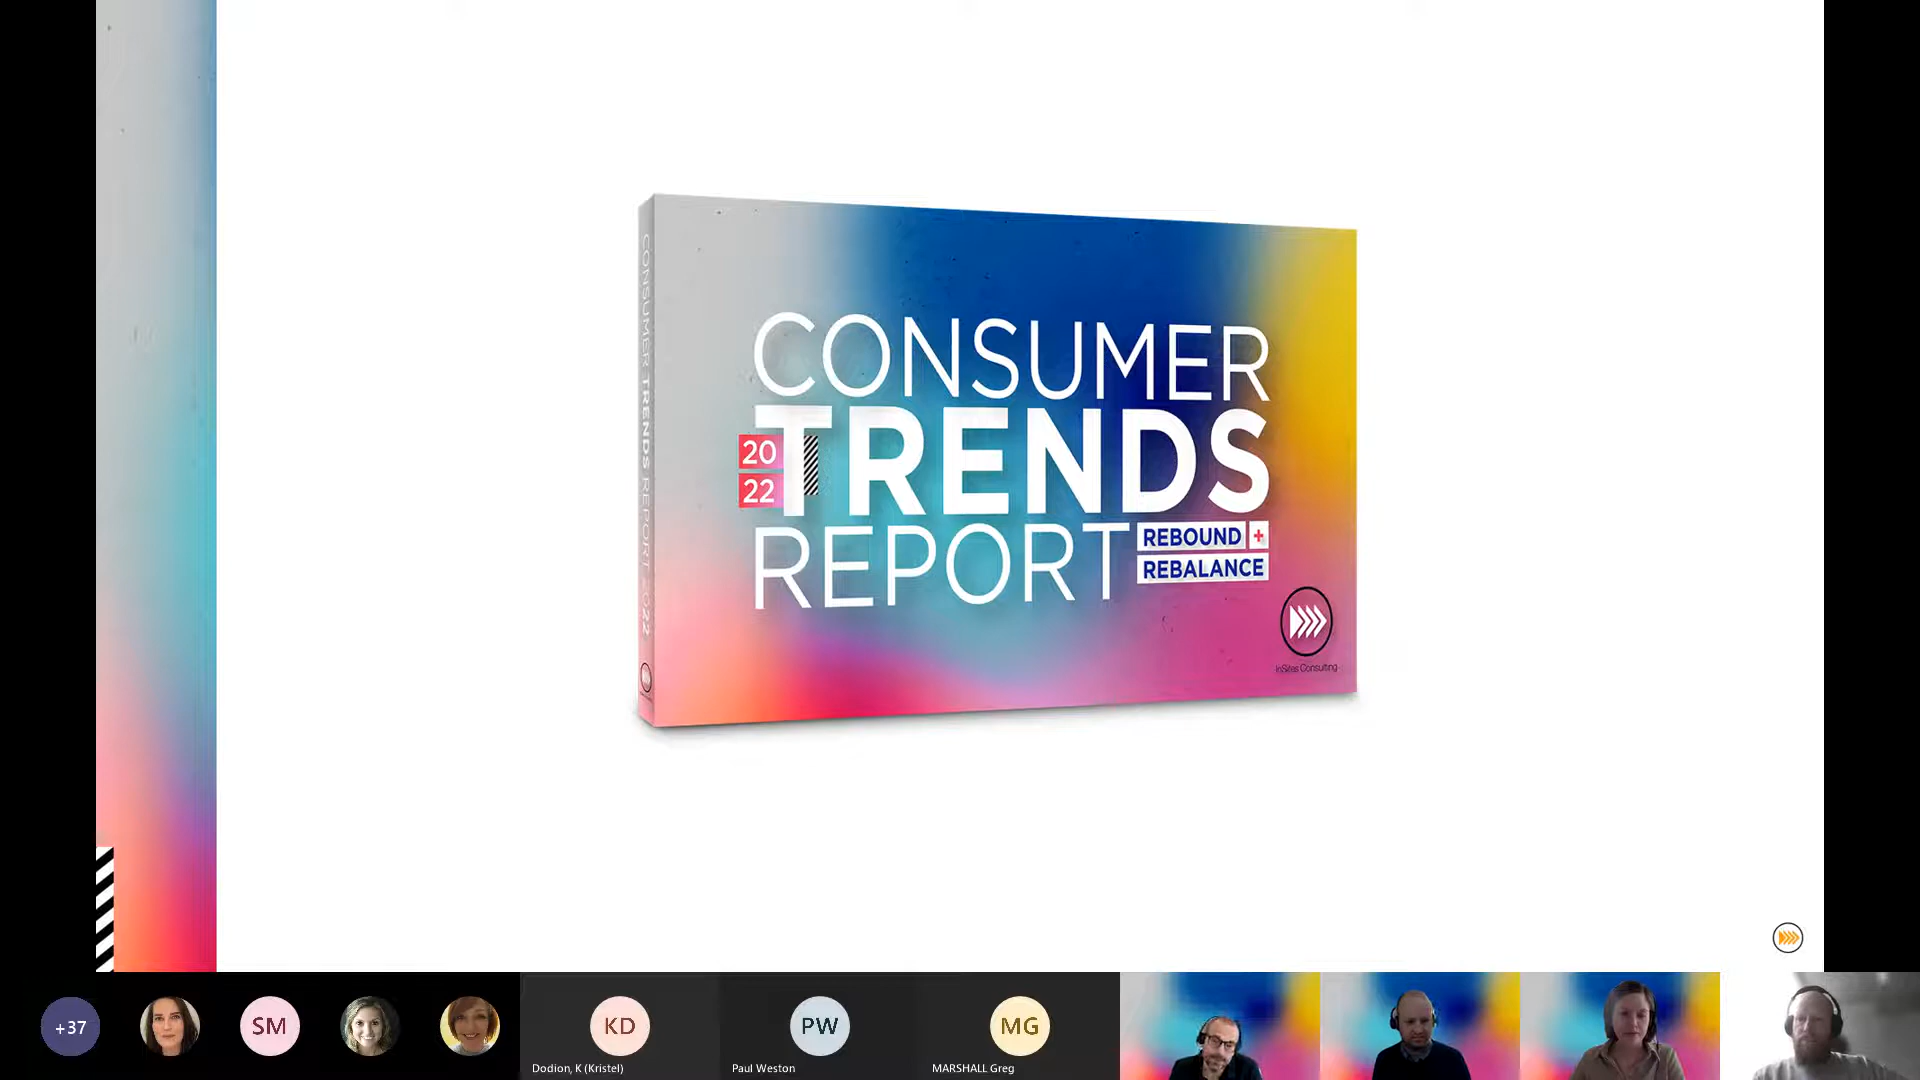 CONSUMER
TRENDS
20
22
REPORT
REBOUND +
REBALANCE
InSites Consulting
CONSUMER TRENDS REPORT 2022
+37
SM
KD
PW
MG
Dodion, K (Kristel)
Paul Weston
MARSHALL Greg